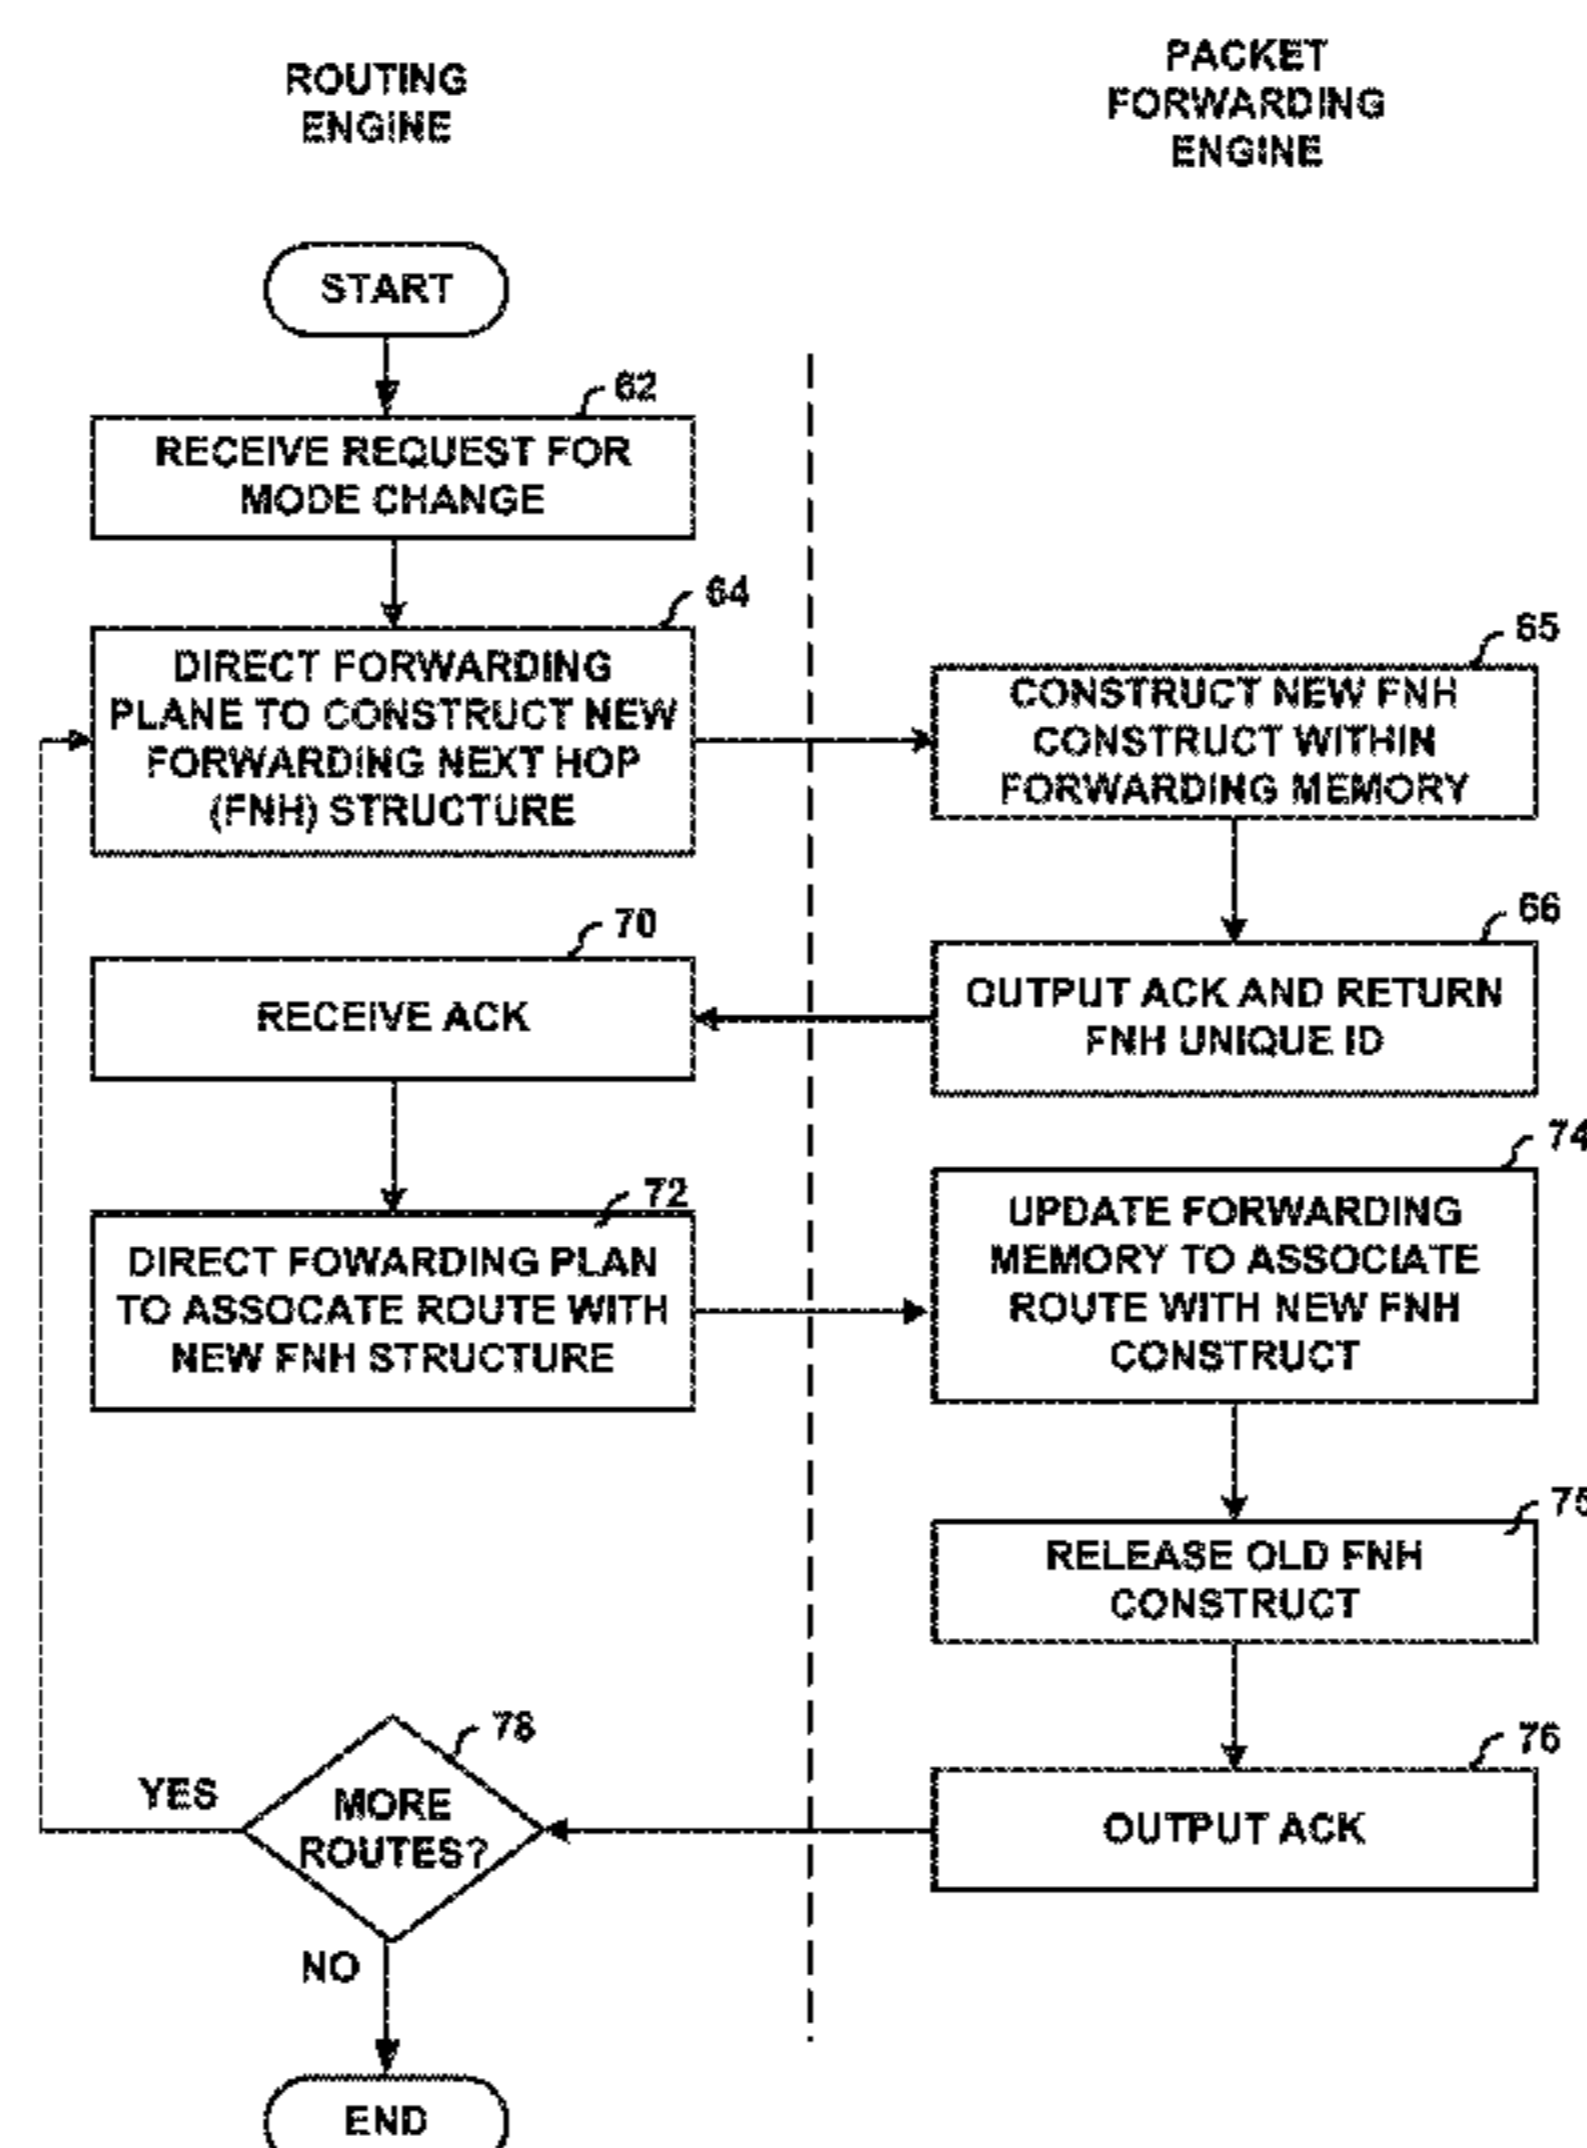 ROUTING
ENGINE
PACKET
FORWARDING
ENGINE
START
62
RECEIVE REQUEST FOR
MODE CHANGE
64
DIRECT FORWARDING
PLANE TO CONSTRUCT NEW
FORWARDING NEXT HOP
(FNH) STRUCTURE
65
CONSTRUCT NEW FNH
CONSTRUCT WITHIN
FORWARDING MEMORY
66
OUTPUT ACK AND RETURN
FNH UNIQUE ID
70
RECEIVE ACK
72
DIRECT FOWARDING PLAN
TO ASSOCATE ROUTE WITH
NEW FNH STRUCTURE
74
UPDATE FORWARDING
MEMORY TO ASSOCIATE
ROUTE WITH NEW FNH
CONSTRUCT
75
RELEASE OLD FNH
CONSTRUCT
76
OUTPUT ACK
78
MORE
ROUTES?
YES
NO
END